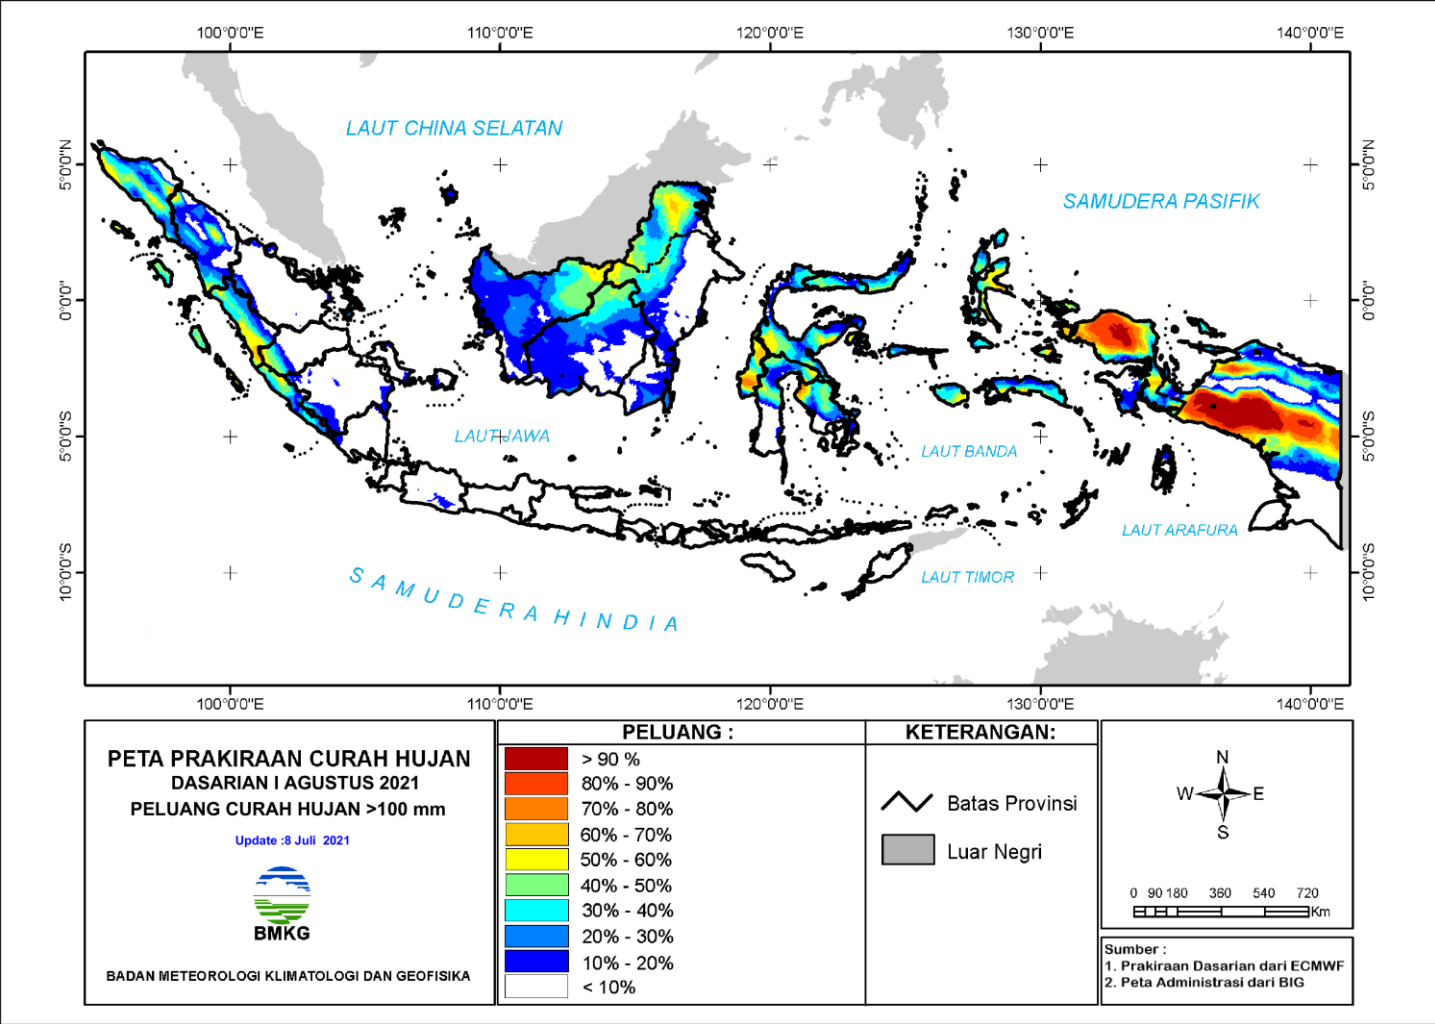 100°0'0"E
110°0'0"E
120°0'0"E
130°0'0"E
140°0'0"E
5°0'0"N
0°0'0"
5°0'0"S
10°0'0"S
LAUT CHINA SELATAN
SAMUDERA PASIFIK
LAUT JAWA
LAUT BANDA
LAUT ARAFURA
LAUT TIMOR
SAMUDERA HINDIA
5°0'0"N
0°0'0"
5°0'0"S
10°0'0"S
100°0'0"E
110°0'0"E
120°0'0"E
130°0'0"E
140°0'0"E
PETA PRAKIRAAN CURAH HUJAN
DASARIAN I AGUSTUS 2021
PELUANG CURAH HUJAN >100 mm
Update :8 Juli 2021
BMKG
BADAN METEOROLOGI KLIMATOLOGI DAN GEOFISIKA
PELUANG :
> 90 %
80% - 90%
70% - 80%
60% - 70%
50% - 60%
40% - 50%
30% - 40%
20% - 30%
10% - 20%
< 10%
KETERANGAN:
Batas Provinsi
Luar Negri
N
W E
S
0 90 180 360 540 720
Km
Sumber :
1. Prakiraan Dasarian dari ECMWF
2. Peta Administrasi dari BIG